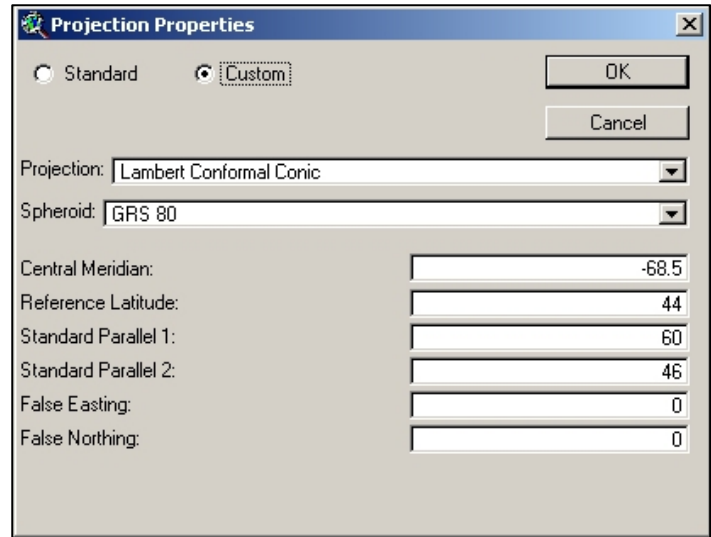 Projection Properties
Standard Custom OK
Cancel
Projection: Lambert Conformal Conic
Spheroid: GRS 80
Central Meridian: -68.5
Reference Latitude: 44
Standard Parallel 1: 60
Standard Parallel 2: 46
False Easting: 0
False Northing: 0